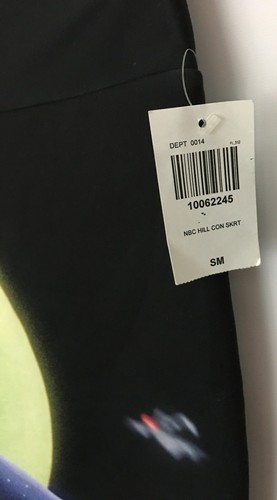 DEPT 0014
10062245
NBC HILL CON SKRT
SM